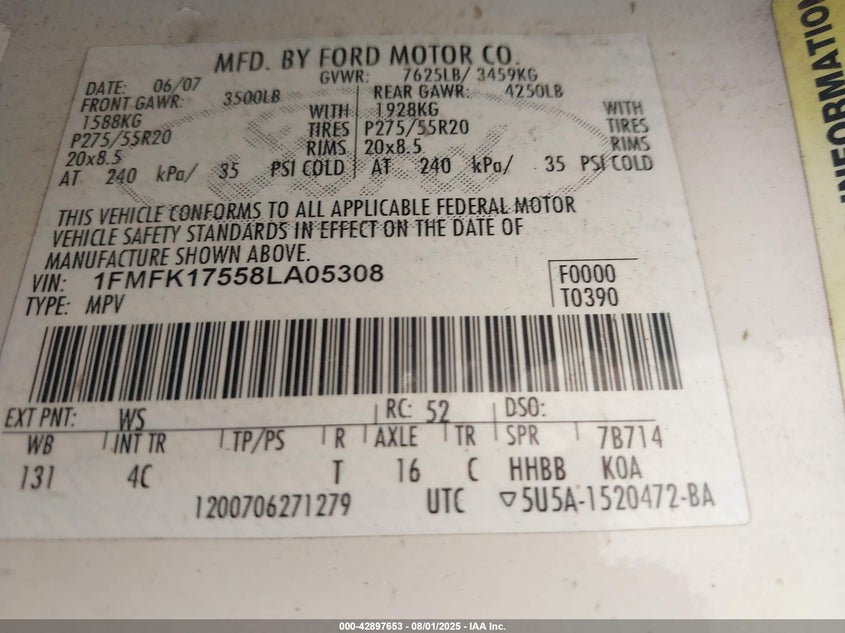 MFD. BY FORD MOTOR CO.
DATE: 06/07 GVWR: 7625LB/ 3459KG
FRONT GAWR: 3500LB REAR GAWR: 4250LB
1588KG WITH 1928KG WITH
P275/55R20 TIRES P275/55R20 TIRES
20x8.5 RIMS 20x8.5 RIMS
AT 240 kPa/ 35 PSI COLD AT 240 kPa/ 35 PSI COLD
THIS VEHICLE CONFORMS TO ALL APPLICABLE FEDERAL MOTOR
VEHICLE SAFETY STANDARDS IN EFFECT ON THE DATE OF
MANUFACTURE SHOWN ABOVE.
VIN: 1FMFK17558LA05308 F0000
TYPE: MPV T0390
EXT PNT: WS RC: 52 DSO:
WB INT TR TP/PS R AXLE TR SPR 7B714
131 4C T 16 C HHBB KOA
1200706271279 UTC ▽5U5A-1520472-BA
INFORMATION
000-42897653 - 08/01/2025 - IAA Inc.